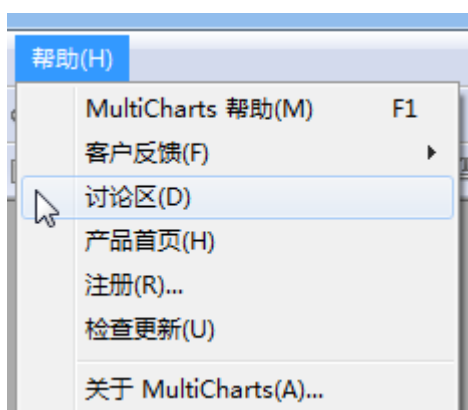 帮助(H)
MultiCharts 帮助(M) F1
客户反馈(F)
讨论区(D)
产品首页(H)
注册(R)...
检查更新(U)
关于 MultiCharts(A)...